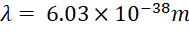 λ = 6.03 × 10⁻³⁸m